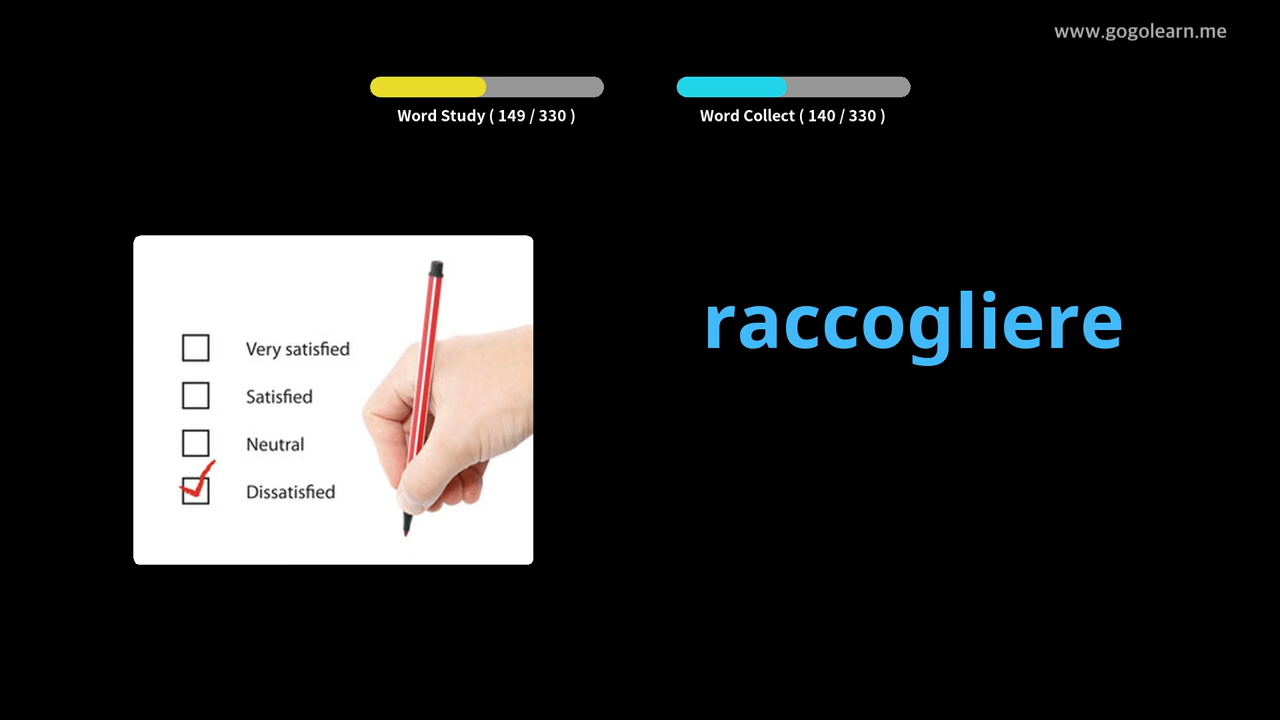 www.gogolearn.me
Word Study ( 149 / 330 )
Word Collect ( 140 / 330 )
raccogliere
Very satisfied
Satisfied
Neutral
Dissatisfied